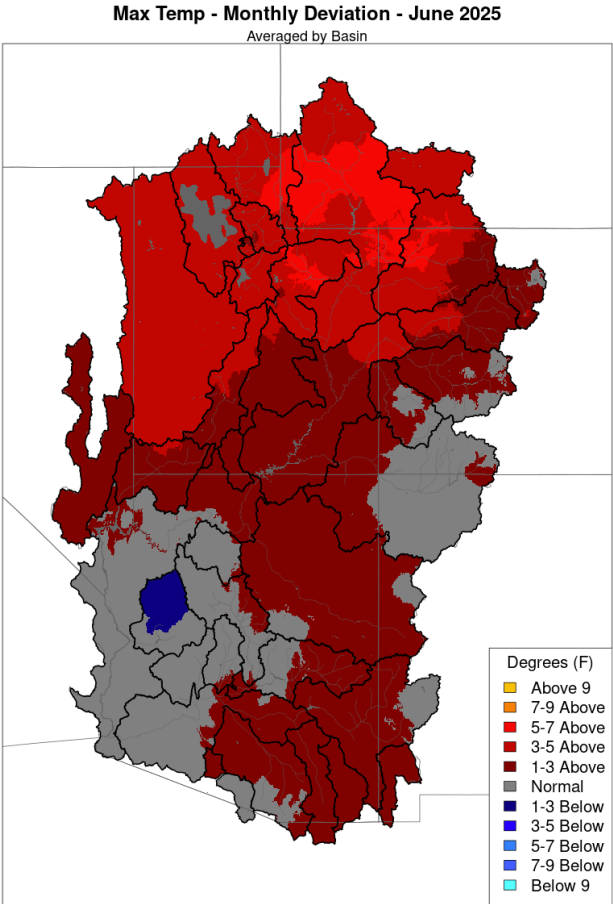 Max Temp - Monthly Deviation - June 2025
Averaged by Basin
Degrees (F)
Above 9
7-9 Above
5-7 Above
3-5 Above
1-3 Above
Normal
1-3 Below
3-5 Below
5-7 Below
7-9 Below
Below 9